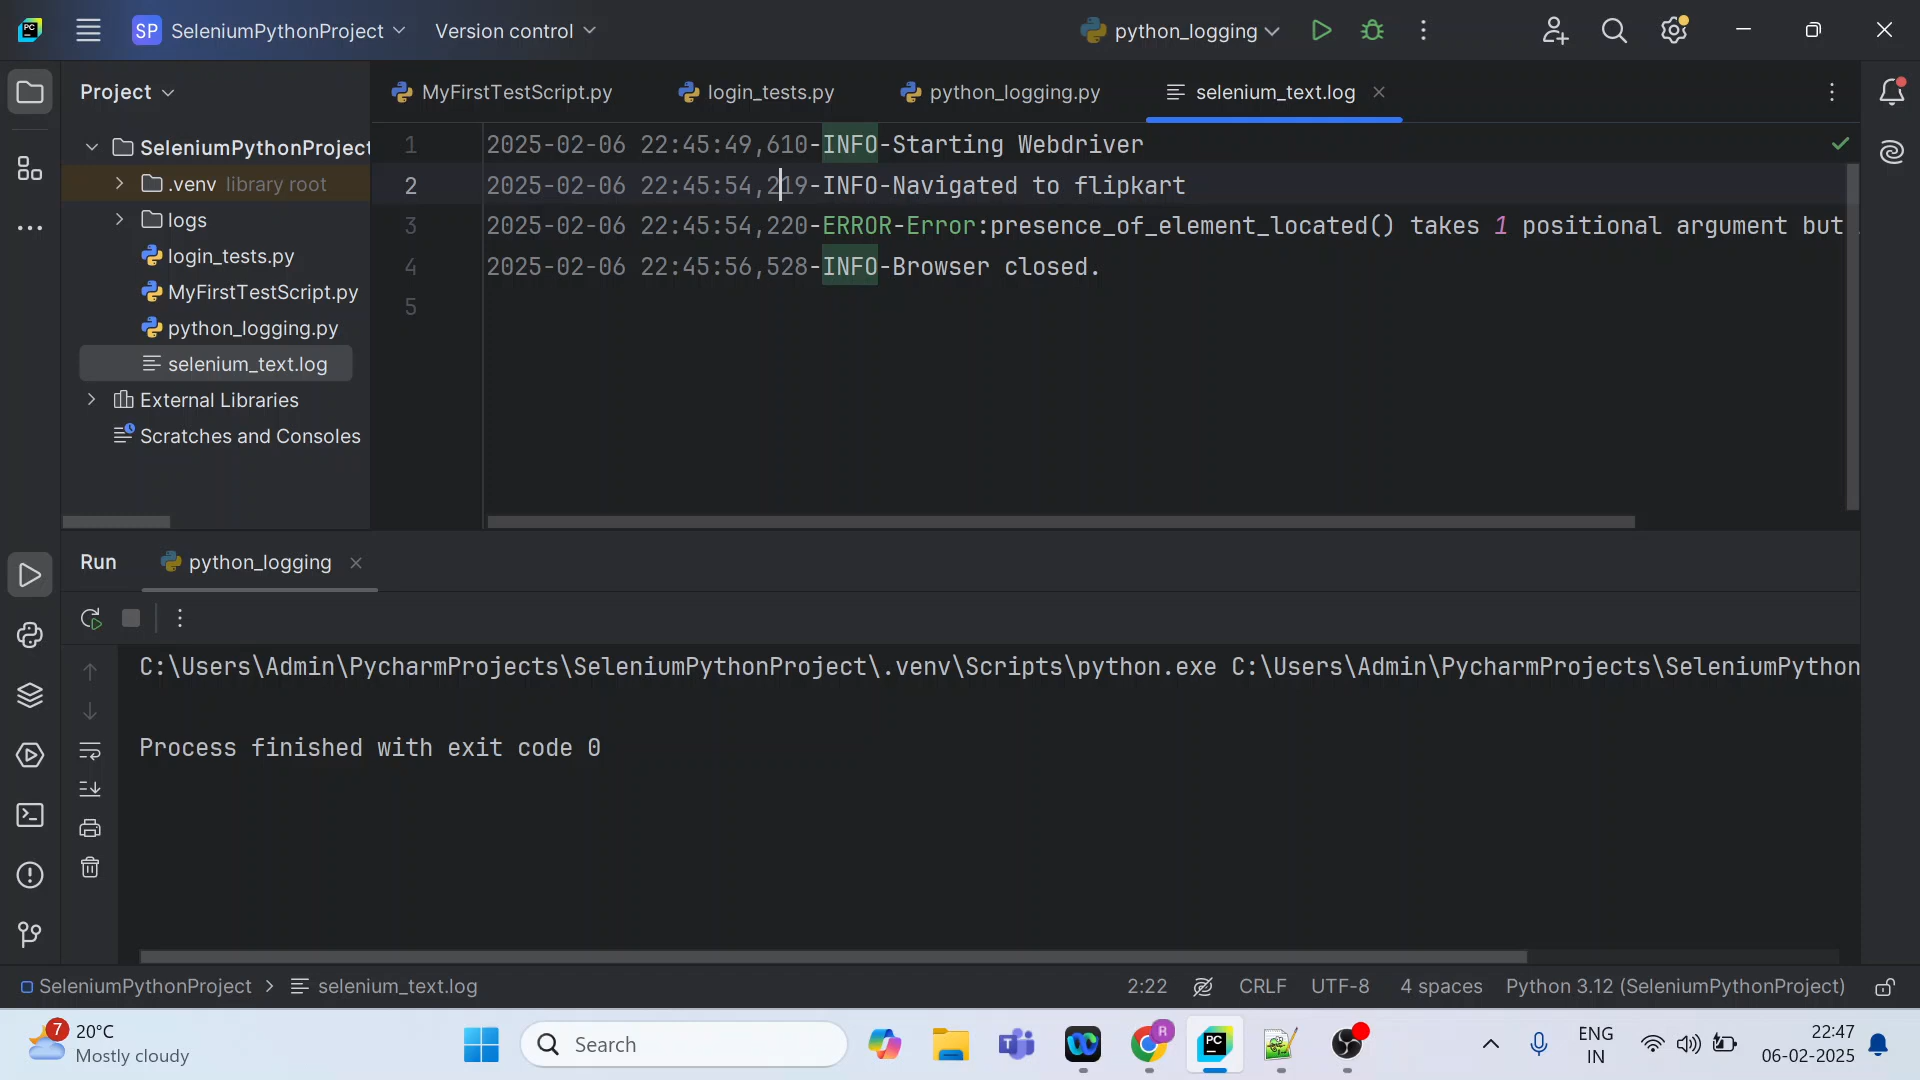 SP SeleniumPythonProject Version control python_logging
Project
MyFirstTestScript.py login_tests.py python_logging.py selenium_text.log
SeleniumPythonProject
.venv library root
logs
login_tests.py
MyFirstTestScript.py
python_logging.py
selenium_text.log
External Libraries
Scratches and Consoles
1 2025-02-06 22:45:49,610-INFO-Starting Webdriver
2 2025-02-06 22:45:54,219-INFO-Navigated to flipkart
3 2025-02-06 22:45:54,220-ERROR-Error:presence_of_element_located() takes 1 positional argument but
4 2025-02-06 22:45:56,528-INFO-Browser closed.
5
Run python_logging
C:\Users\Admin\PycharmProjects\SeleniumPythonProject\.venv\Scripts\python.exe C:\Users\Admin\PycharmProjects\SeleniumPython
Process finished with exit code 0
SeleniumPythonProject > selenium_text.log 2:22 CRLF UTF-8 4 spaces Python 3.12 (SeleniumPythonProject)
7 20°C
Mostly cloudy
Search
R
PC
ENG
IN
22:47
06-02-2025